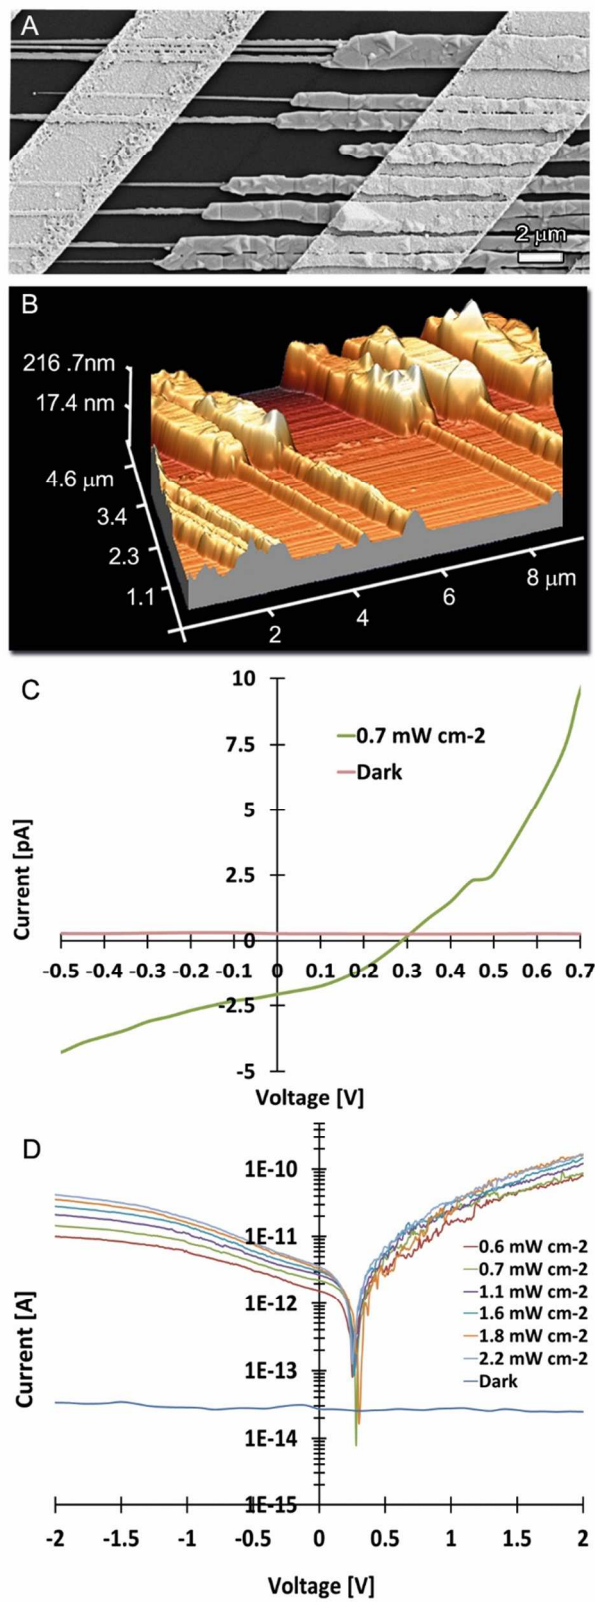 A
2 μm
B
216 .7nm
17.4 nm
4.6 μm
3.4
2.3
1.1
2
4
6
8 μm
C
10
7.5
5
2.5
0
-2.5
-5
0.7 mW cm-2
Dark
Current [pA]
-0.5 -0.4 -0.3 -0.2 -0.1 0 0.1 0.2 0.3 0.4 0.5 0.6 0.7
Voltage [V]
D
1E-10
1E-11
1E-12
1E-13
1E-14
1E-15
0.6 mW cm-2
0.7 mW cm-2
1.1 mW cm-2
1.6 mW cm-2
1.8 mW cm-2
2.2 mW cm-2
Dark
Current [A]
-2 -1.5 -1 -0.5 0 0.5 1 1.5 2
Voltage [V]